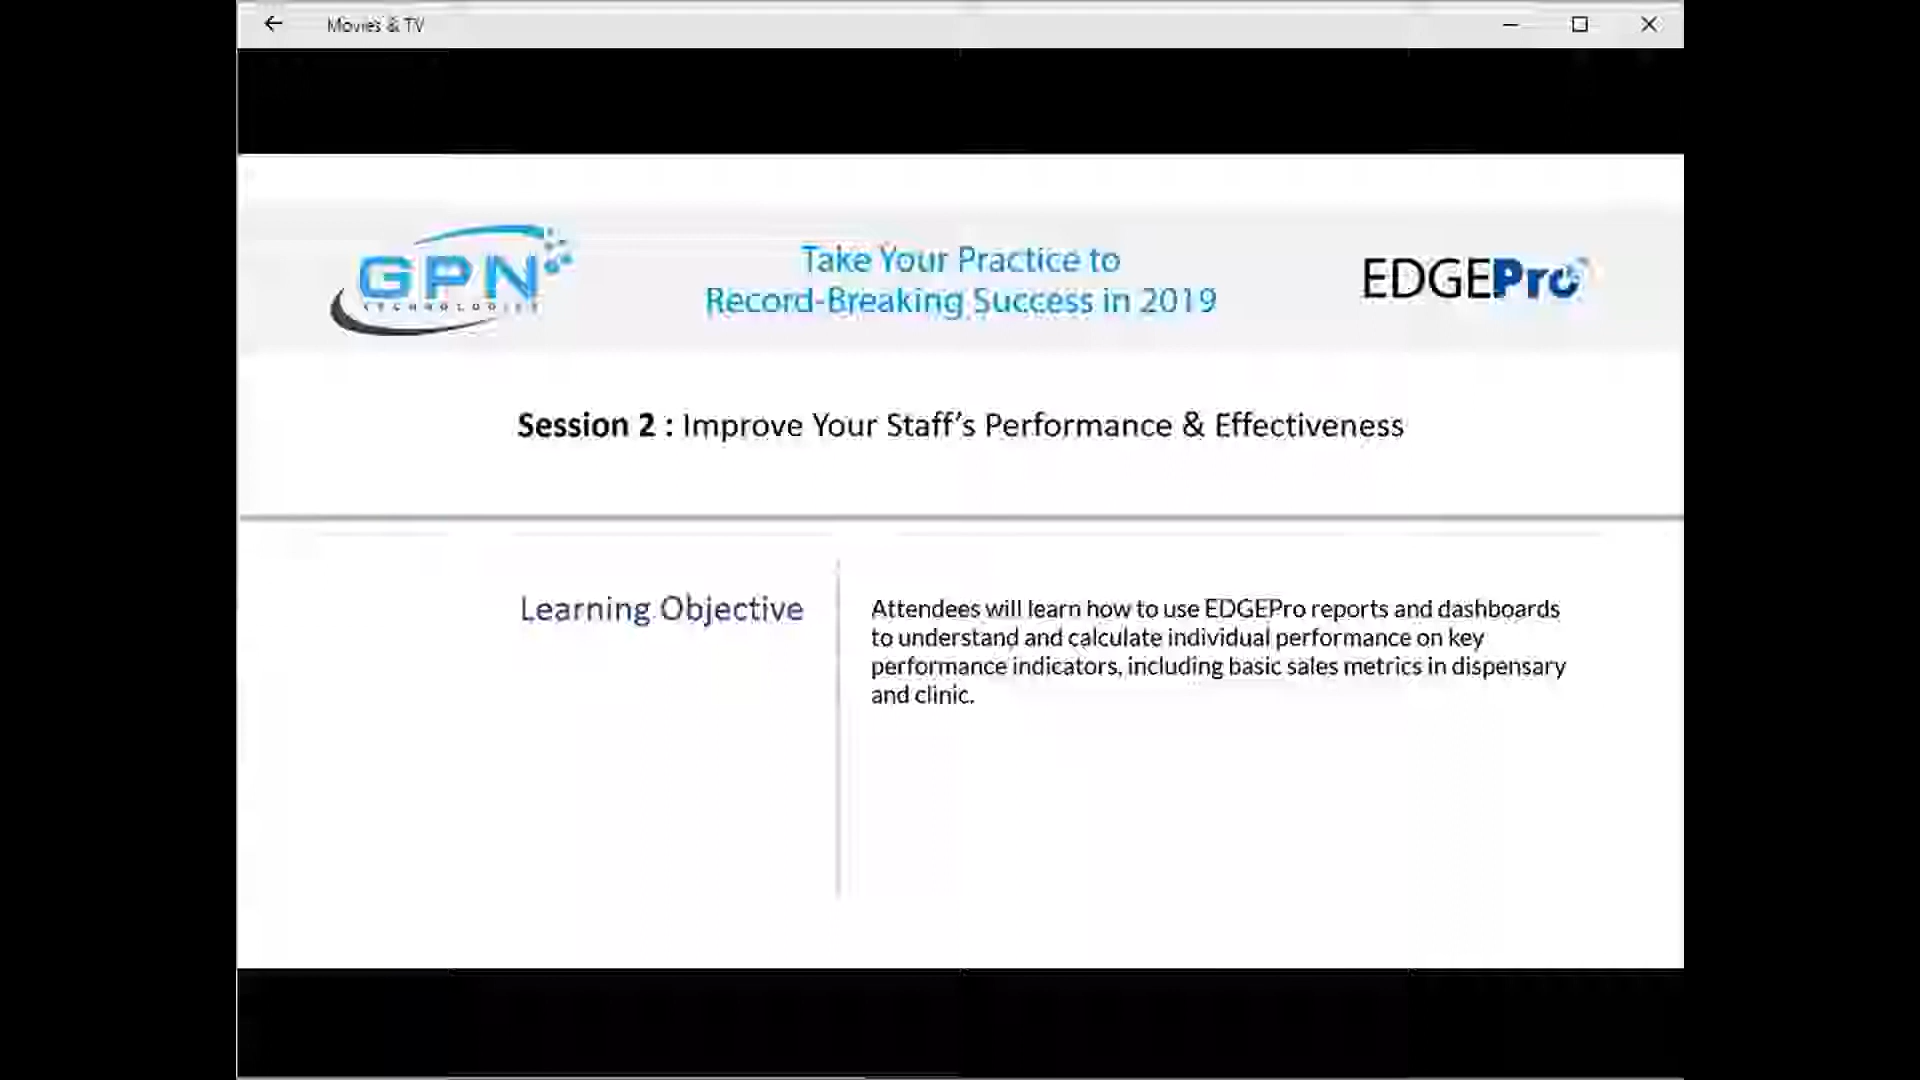 Movies & TV
GPN
TECHNOLOGIES
Take Your Practice to
Record-Breaking Success in 2019
EDGEPro
Session 2 : Improve Your Staff's Performance & Effectiveness
Learning Objective
Attendees will learn how to use EDGEPro reports and dashboards
to understand and calculate individual performance on key
performance indicators, including basic sales metrics in dispensary
and clinic.